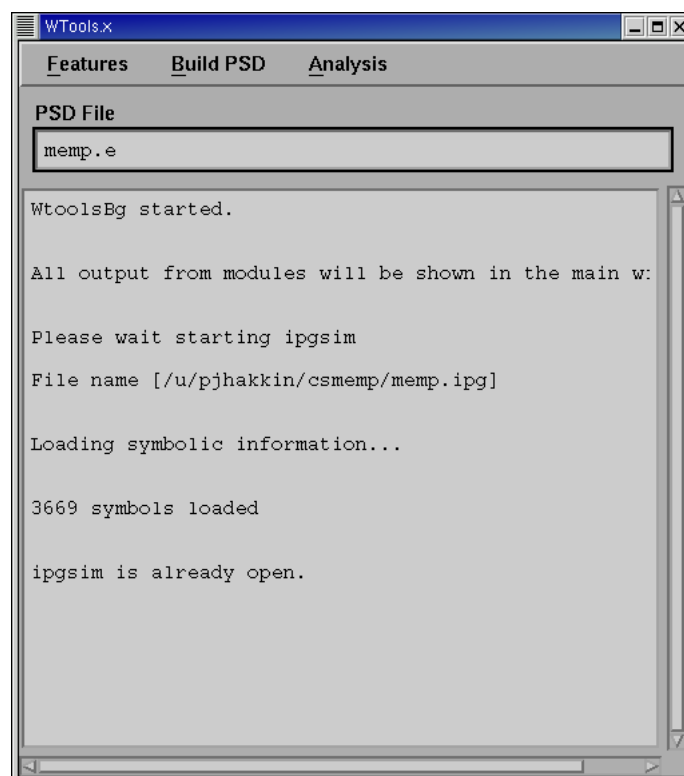 WTools.x
Features Build PSD Analysis
PSD File
memp.e
WtoolsBg started.
All output from modules will be shown in the main w
Please wait starting ipgsim
File name [/u/pjhakkin/csmemp/memp.ipg]
Loading symbolic information...
3669 symbols loaded
ipgsim is already open.